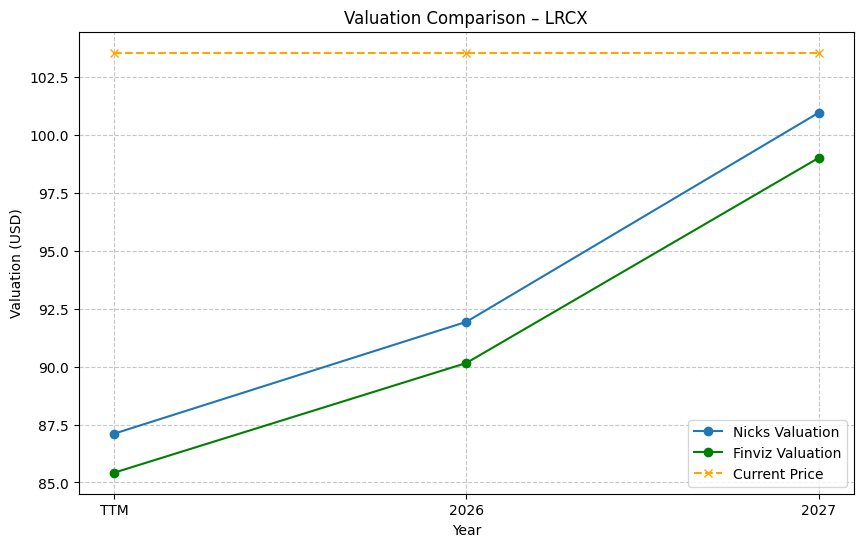 Valuation Comparison – LRCX
Valuation (USD)
102.5
100.0
97.5
95.0
92.5
90.0
87.5
85.0
TTM
2026
2027
Year
Nicks Valuation
Finviz Valuation
Current Price